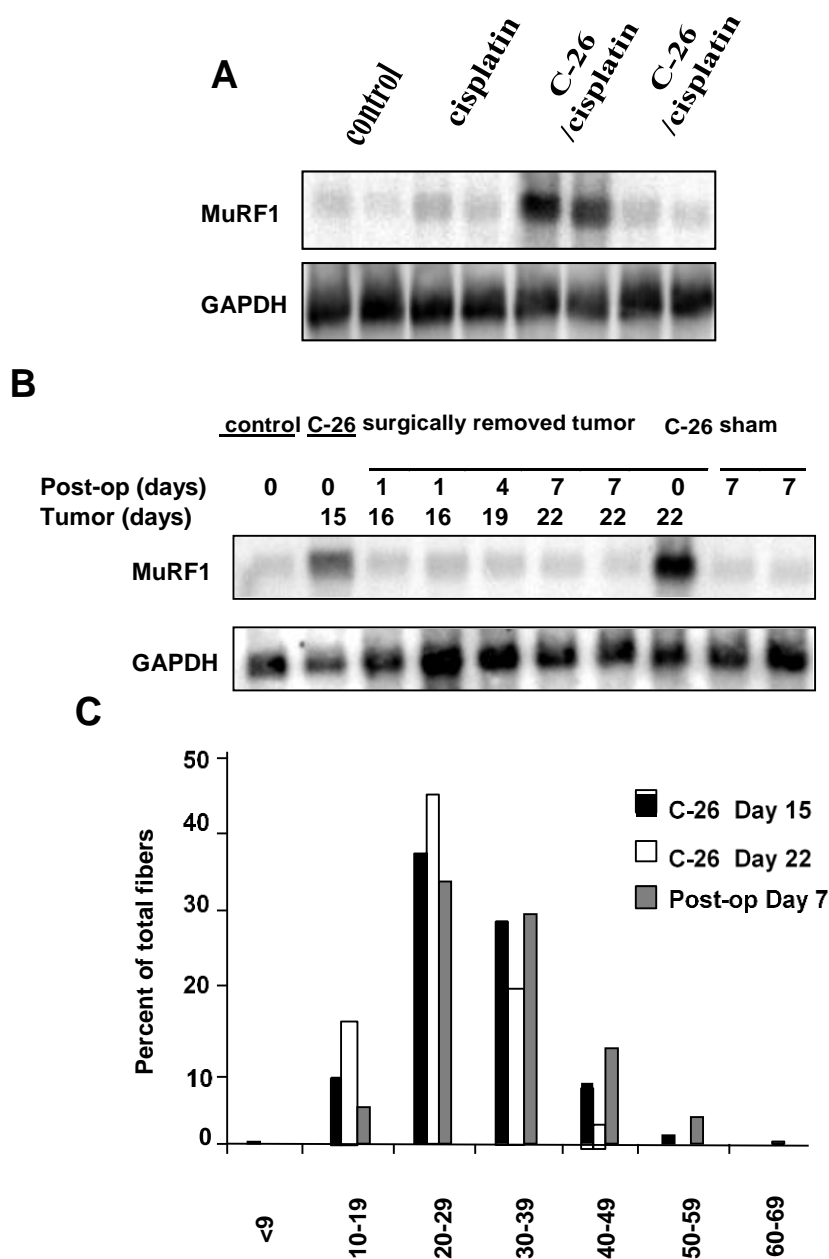 A
control
cisplatin
C-26
/cisplatin
C-26
/cisplatin
MuRF1
GAPDH
B
control C-26 surgically removed tumor C-26 sham
Post-op (days) 0 0 1 1 4 7 7 0 7 7
Tumor (days) 15 16 16 19 22 22 22
MuRF1
GAPDH
C
Percent of total fibers
50
40
30
20
10
0
C-26 Day 15
C-26 Day 22
Post-op Day 7
<9
10-19
20-29
30-39
40-49
50-59
60-69